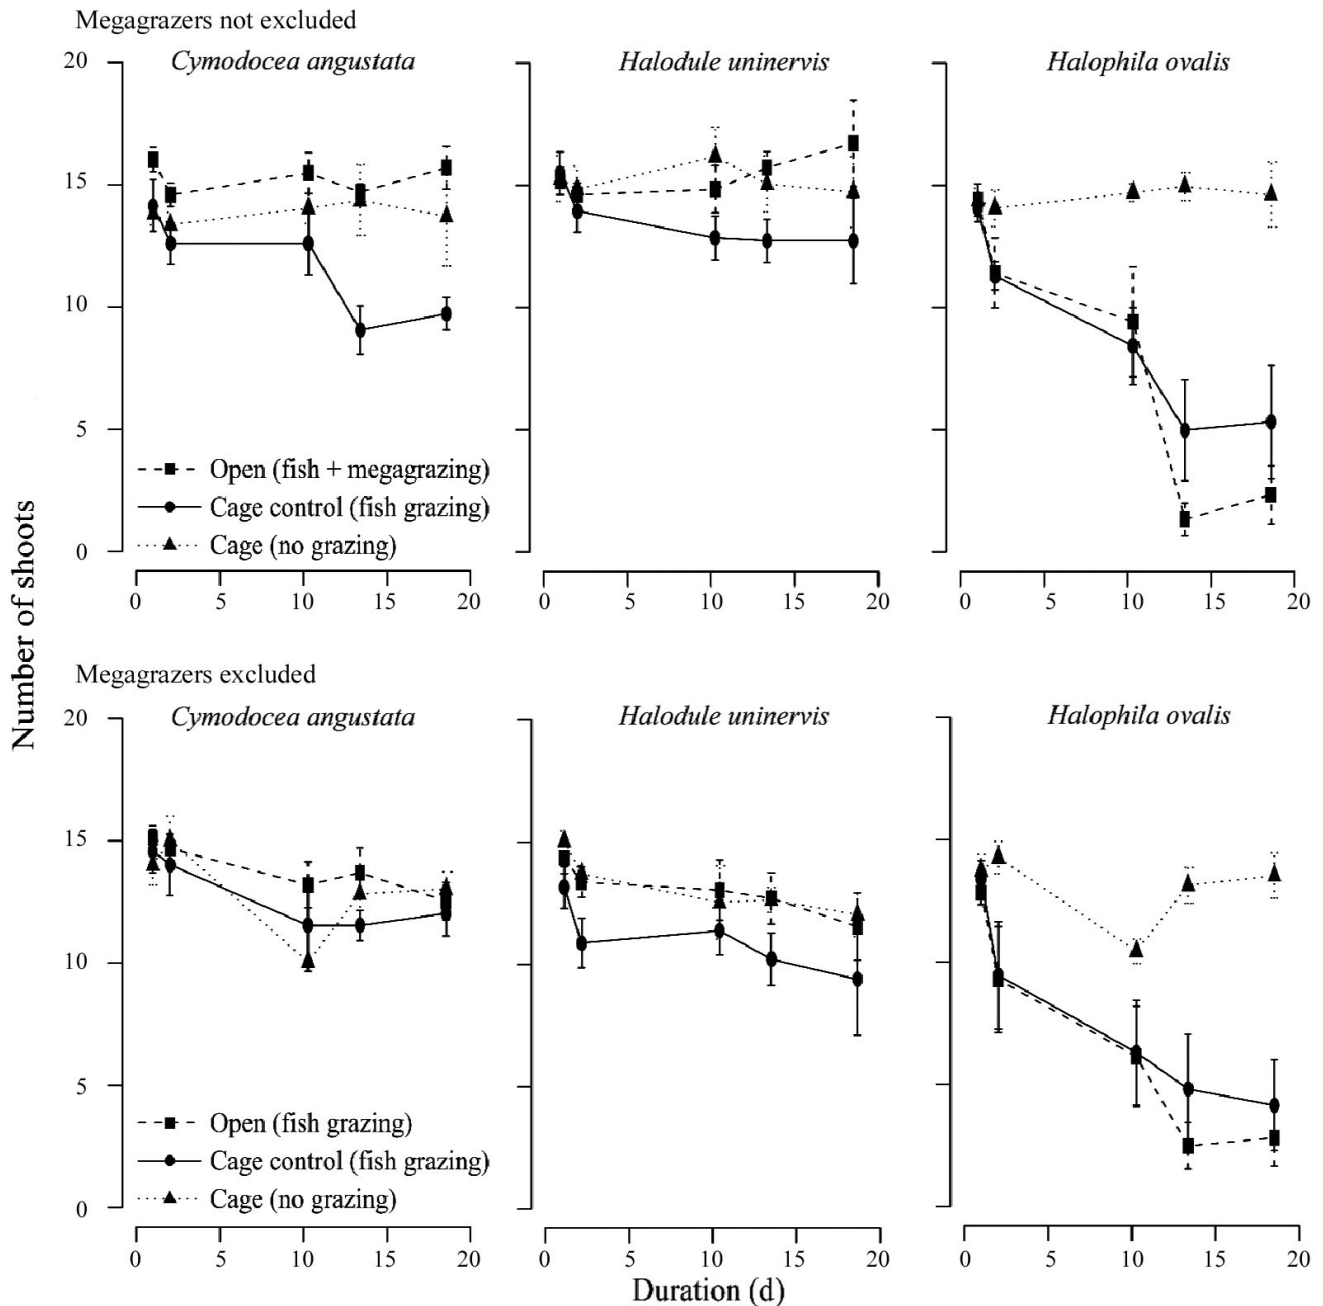 Megagrazers not excluded
Cymodocea angustata
Halodule uninervis
Halophila ovalis
20
15
10
5
0
Open (fish + megagrazing)
Cage control (fish grazing)
Cage (no grazing)
0 5 10 15 20
0 5 10 15 20
0 5 10 15 20
Number of shoots
Megagrazers excluded
Cymodocea angustata
Halodule uninervis
Halophila ovalis
20
15
10
5
0
Open (fish grazing)
Cage control (fish grazing)
Cage (no grazing)
0 5 10 15 20
0 5 10 15 20
0 5 10 15 20
Duration (d)